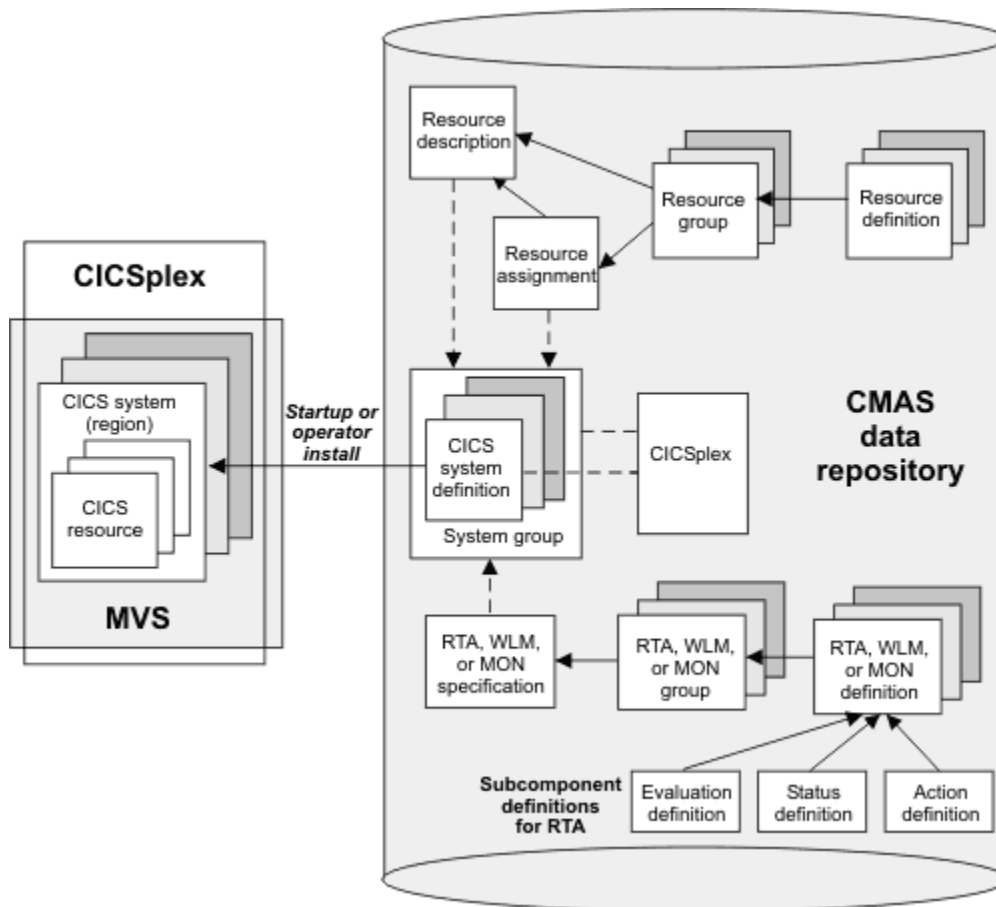 Resource
description
Resource
group
Resource
definition
Resource
assignment
CICSplex
CICS system
(region)
CICS
resource
MVS
Startup or
operator
install
CICS
system
definition
System group
CICSplex
CMAS
data
repository
RTA, WLM,
or MON
specification
RTA, WLM,
or MON
group
RTA, WLM,
or MON
definition
Subcomponent
definitions
for RTA
Evaluation
definition
Status
definition
Action
definition